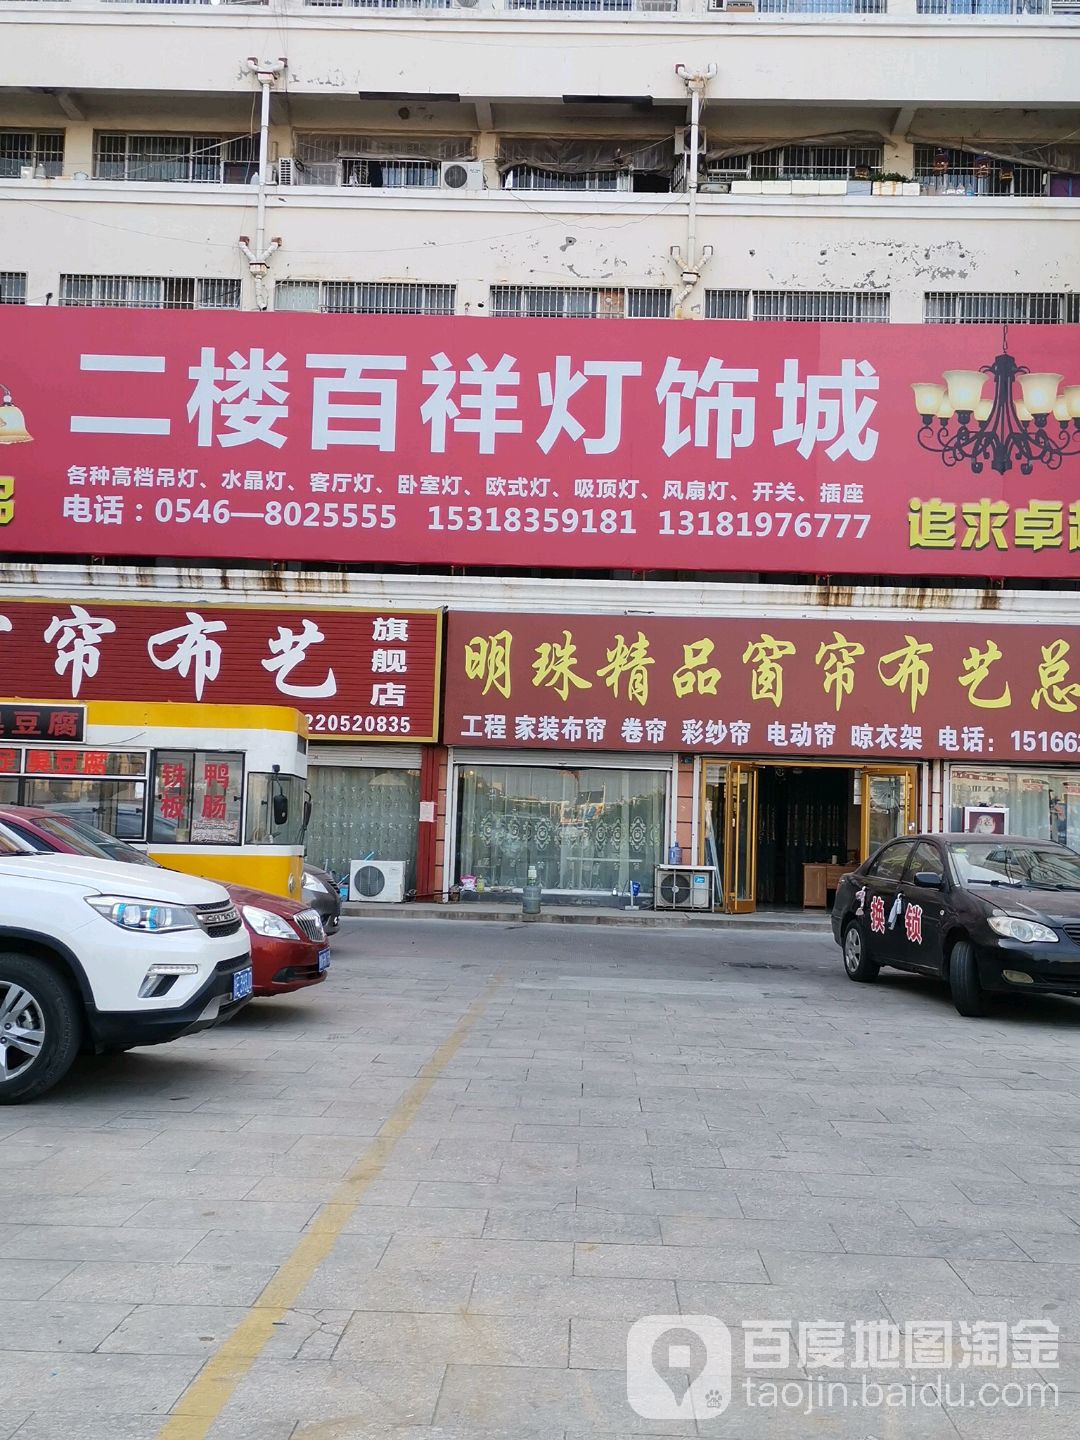 二楼百祥灯饰城
各种高档吊灯、水晶灯、客厅灯、卧室灯、欧式灯、吸顶灯、风扇灯、开关、插座
电话：0546—8025555 15318359181 13181976777
追求卓
帘布艺
旗舰店
220520835
明珠精品窗帘布艺总
工程 家装布帘 卷帘 彩纱帘 电动帘 晾衣架 电话：15166
豆腐
臭豆腐
铁板
鸭肠
换锁
百度地图淘金
taojin.baidu.com